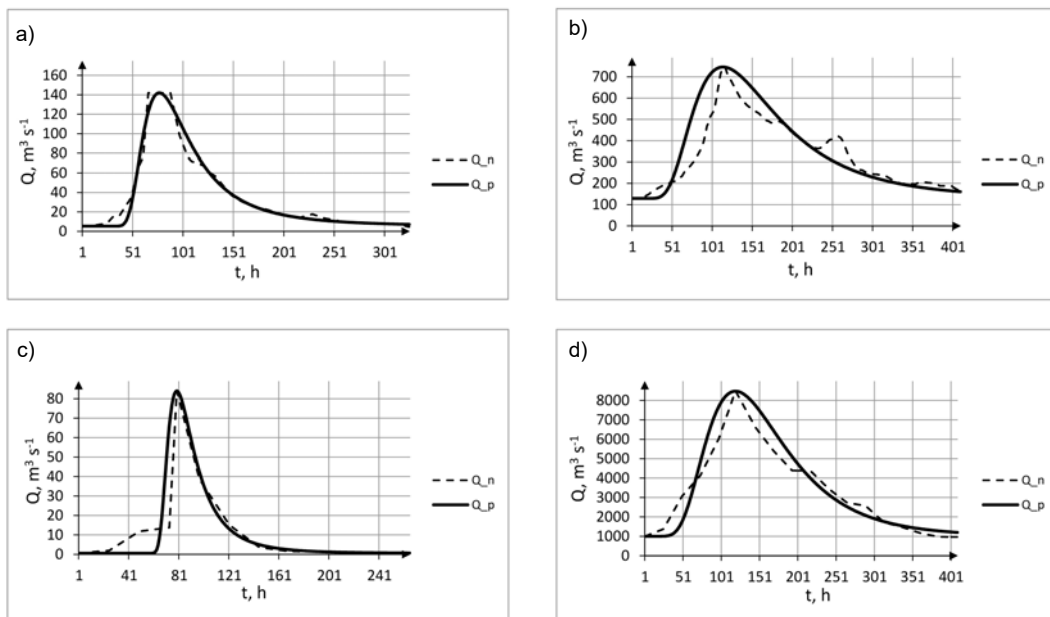 a)
Q, m³ s⁻¹
160
140
120
100
80
60
40
20
0
1 51 101 151 201 251 301
t, h
Q_n
Q_p
b)
Q, m³ s⁻¹
700
600
500
400
300
200
100
0
1 51 101 151 201 251 301 351 401
t, h
Q_n
Q_p
c)
Q, m³ s⁻¹
80
70
60
50
40
30
20
10
0
1 41 81 121 161 201 241
t, h
Q_n
Q_p
d)
Q, m³ s⁻¹
8000
7000
6000
5000
4000
3000
2000
1000
0
1 51 101 151 201 251 301 351 401
t, h
Q_n
Q_p